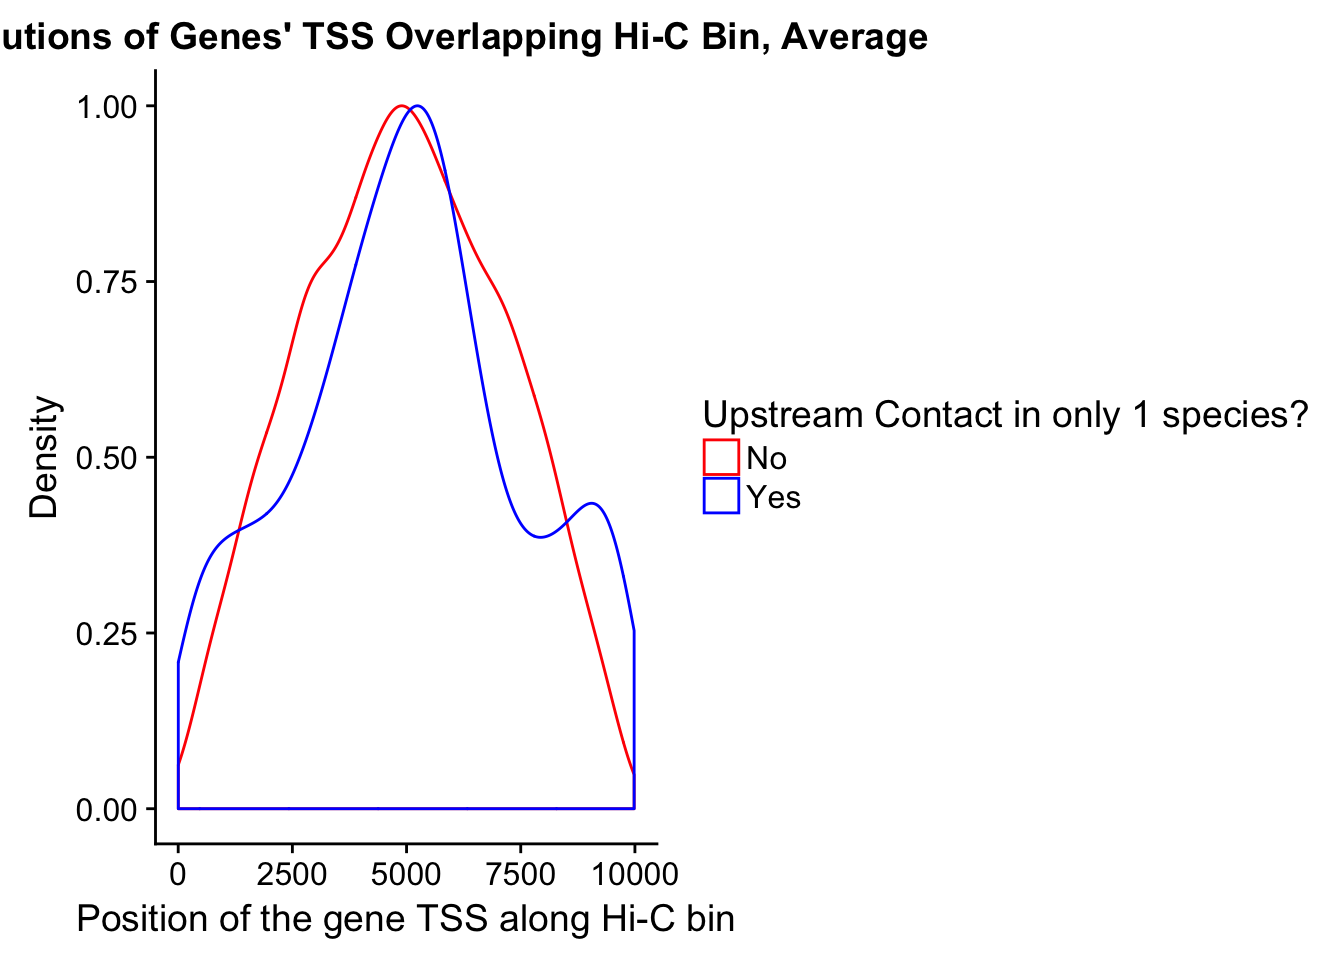 utions of Genes' TSS Overlapping Hi-C Bin, Average
1.00
0.75
0.50
0.25
0.00
Density
0 2500 5000 7500 10000
Position of the gene TSS along Hi-C bin
Upstream Contact in only 1 species?
No
Yes